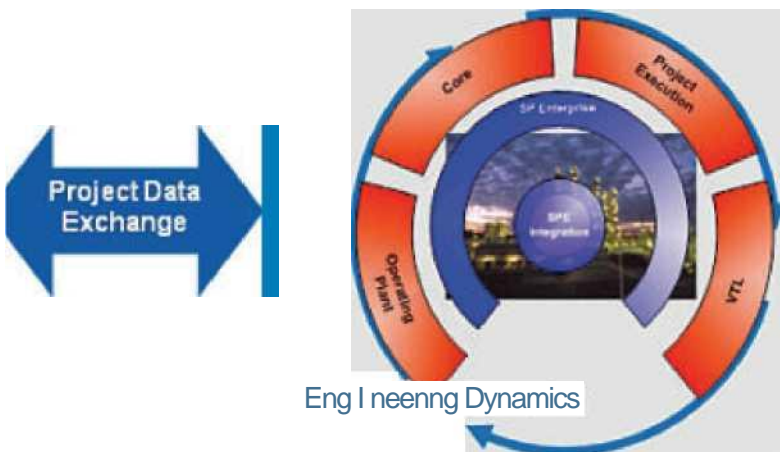 Project Data
Exchange
Core
Project
Execution
SP Enterprise
SPE
Integration
Operating
Plant
VTL
Eng I neenng Dynamics